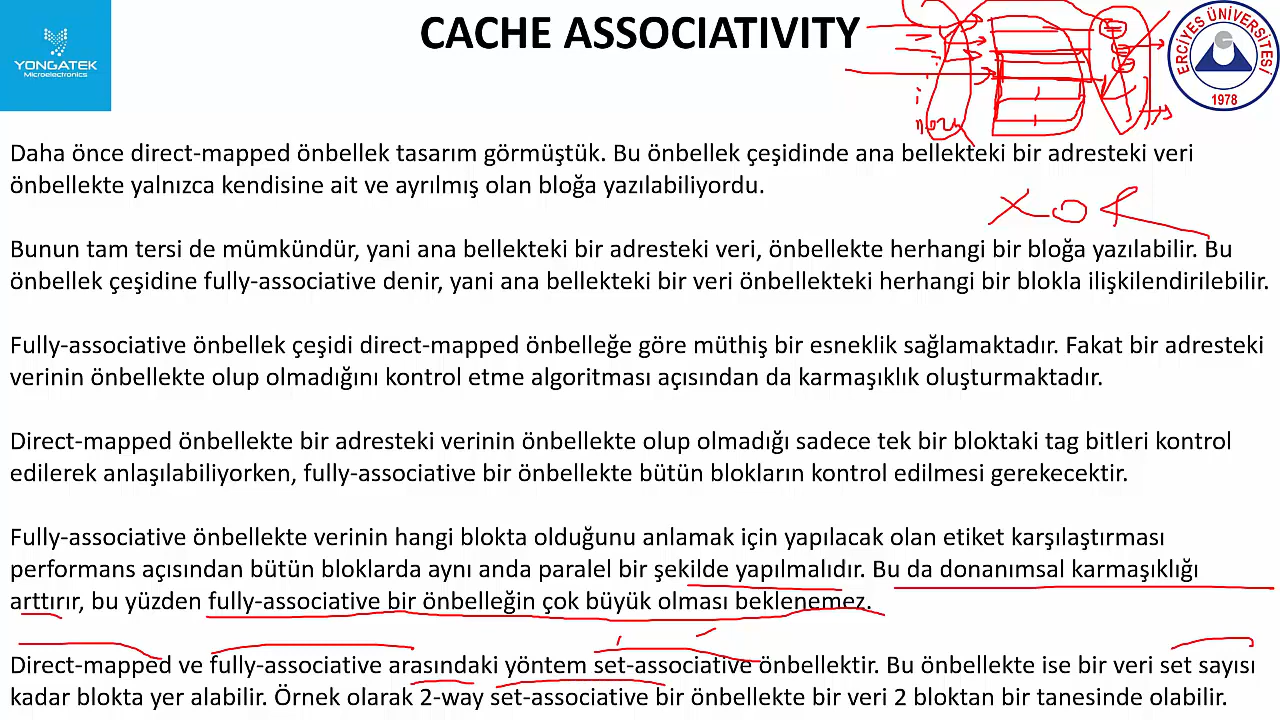 CACHE ASSOCIATIVITY
YONGATEK
Microelectronics
ERCİYES ÜNİVERSİTESİ
1978
Daha önce direct-mapped önbellek tasarım görmüştük. Bu önbellek çeşidinde ana bellekteki bir adresteki veri
önbellekte yalnızca kendisine ait ve ayrılmış olan bloğa yazılabiliyordu.
XOR
Bunun tam tersi de mümkündür, yani ana bellekteki bir adresteki veri, önbellekte herhangi bir bloğa yazılabilir. Bu
önbellek çeşidine fully-associative denir, yani ana bellekteki bir veri önbellekteki herhangi bir blokla ilişkilendirilebilir.
Fully-associative önbellek çeşidi direct-mapped önbelleğe göre müthiş bir esneklik sağlamaktadır. Fakat bir adresteki
verinin önbellekte olup olmadığını kontrol etme algoritması açısından da karmaşıklık oluşturmaktadır.
Direct-mapped önbellekte bir adresteki verinin önbellekte olup olmadığı sadece tek bir bloktaki tag bitleri kontrol
edilerek anlaşılabiliyorken, fully-associative bir önbellekte bütün blokların kontrol edilmesi gerekecektir.
Fully-associative önbellekte verinin hangi blokta olduğunu anlamak için yapılacak olan etiket karşılaştırması
performans açısından bütün bloklarda aynı anda paralel bir şekilde yapılmalıdır. Bu da donanımsal karmaşıklığı
arttırır, bu yüzden fully-associative bir önbelleğin çok büyük olması beklenemez.
Direct-mapped ve fully-associative arasındaki yöntem set-associative önbellektir. Bu önbellekte ise bir veri set sayısı
kadar blokta yer alabilir. Örnek olarak 2-way set-associative bir önbellekte bir veri 2 bloktan bir tanesinde olabilir.